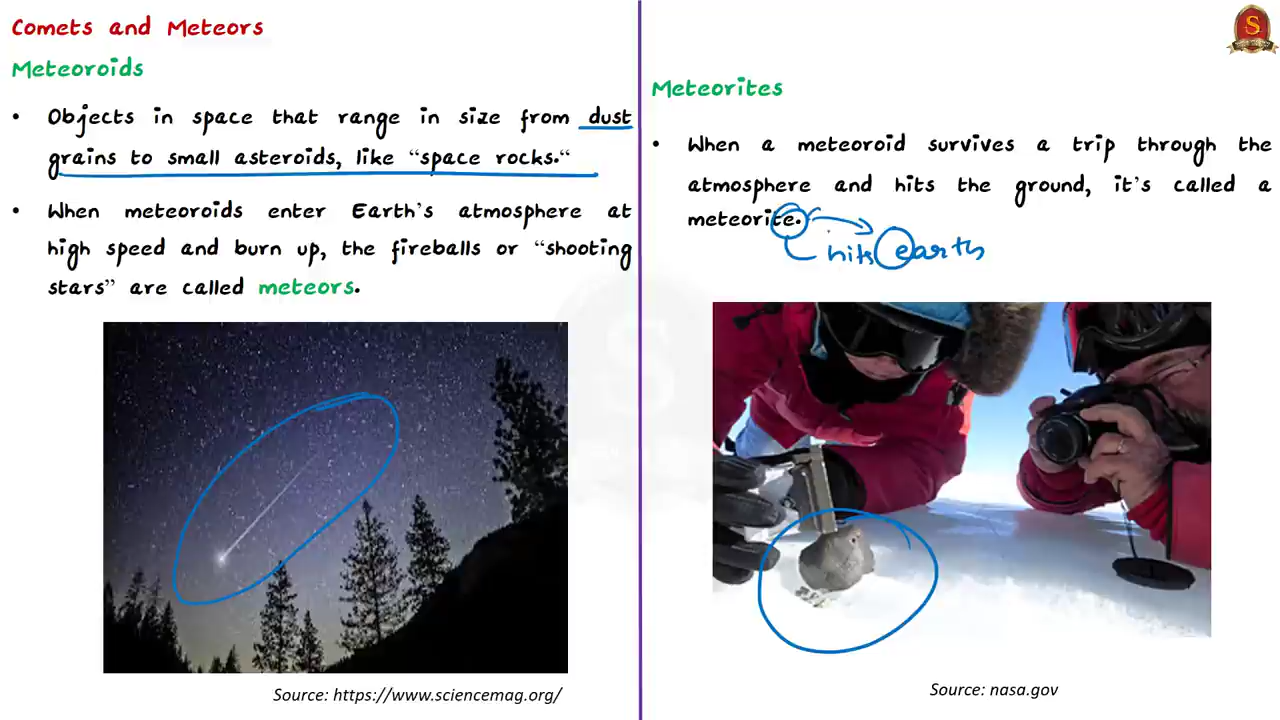 Comets and Meteors
Meteoroids
• Objects in space that range in size from dust
grains to small asteroids, like “space rocks.“
• When meteoroids enter Earth’s atmosphere at
high speed and burn up, the fireballs or “shooting
stars” are called meteors.
Source: https://www.sciencemag.org/
Meteorites
• When a meteoroid survives a trip through the
atmosphere and hits the ground, it’s called a
meteorite.
hits earth
Source: nasa.gov
S